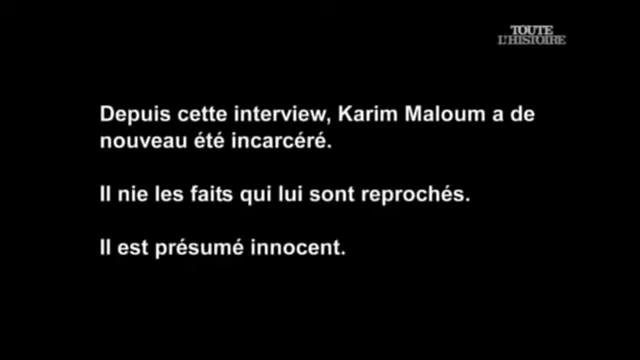 TOUTE
L'HISTOIRE
Depuis cette interview, Karim Maloum a de
nouveau été incarcéré.
Il nie les faits qui lui sont reprochés.
Il est présumé innocent.